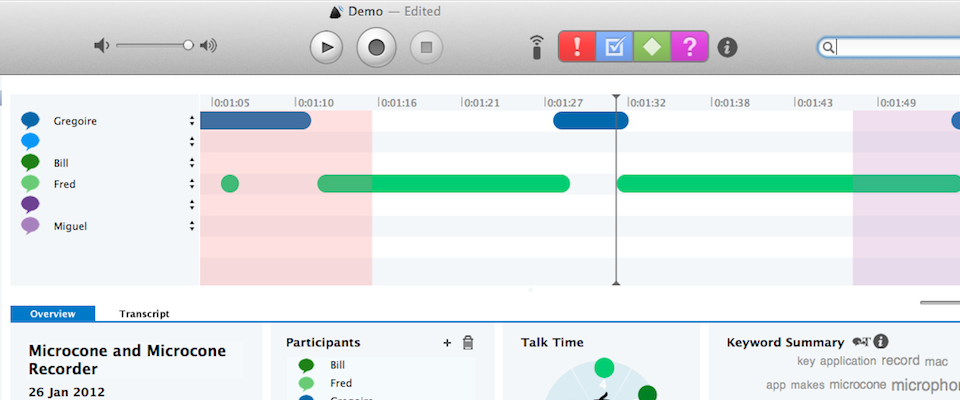 Demo — Edited
! ? i
0:01:05 0:01:10 0:01:16 0:01:21 0:01:27 0:01:32 0:01:38 0:01:43 0:01:49
Gregoire
Bill
Fred
Miguel
Overview Transcript
Microcone and Microcone
Recorder
26 Jan 2012
Participants +
Bill
Fred
Gregoire
Talk Time
4
Keyword Summary i
key application record mac
app makes microcone microphon